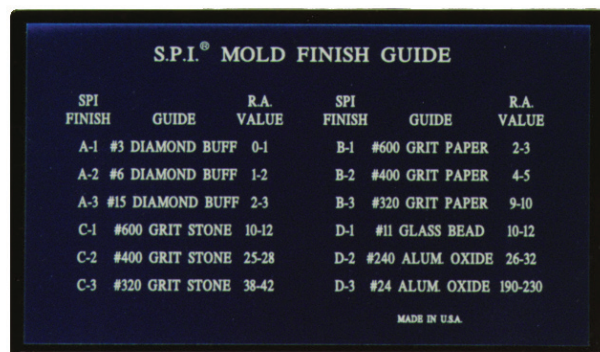 S.P.I.® MOLD FINISH GUIDE
SPI FINISH GUIDE R.A. VALUE SPI FINISH GUIDE R.A. VALUE
A-1 #3 DIAMOND BUFF 0-1 B-1 #600 GRIT PAPER 2-3
A-2 #6 DIAMOND BUFF 1-2 B-2 #400 GRIT PAPER 4-5
A-3 #15 DIAMOND BUFF 2-3 B-3 #320 GRIT PAPER 9-10
C-1 #600 GRIT STONE 10-12 D-1 #11 GLASS BEAD 10-12
C-2 #400 GRIT STONE 25-28 D-2 #240 ALUM. OXIDE 26-32
C-3 #320 GRIT STONE 38-42 D-3 #24 ALUM. OXIDE 190-230
MADE IN U.S.A.